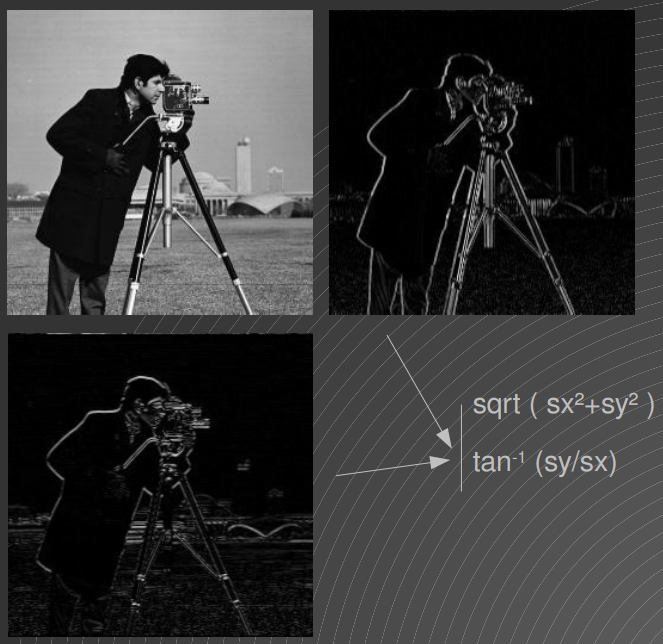 sqrt ( sx²+sy² )
tan⁻¹ (sy/sx)